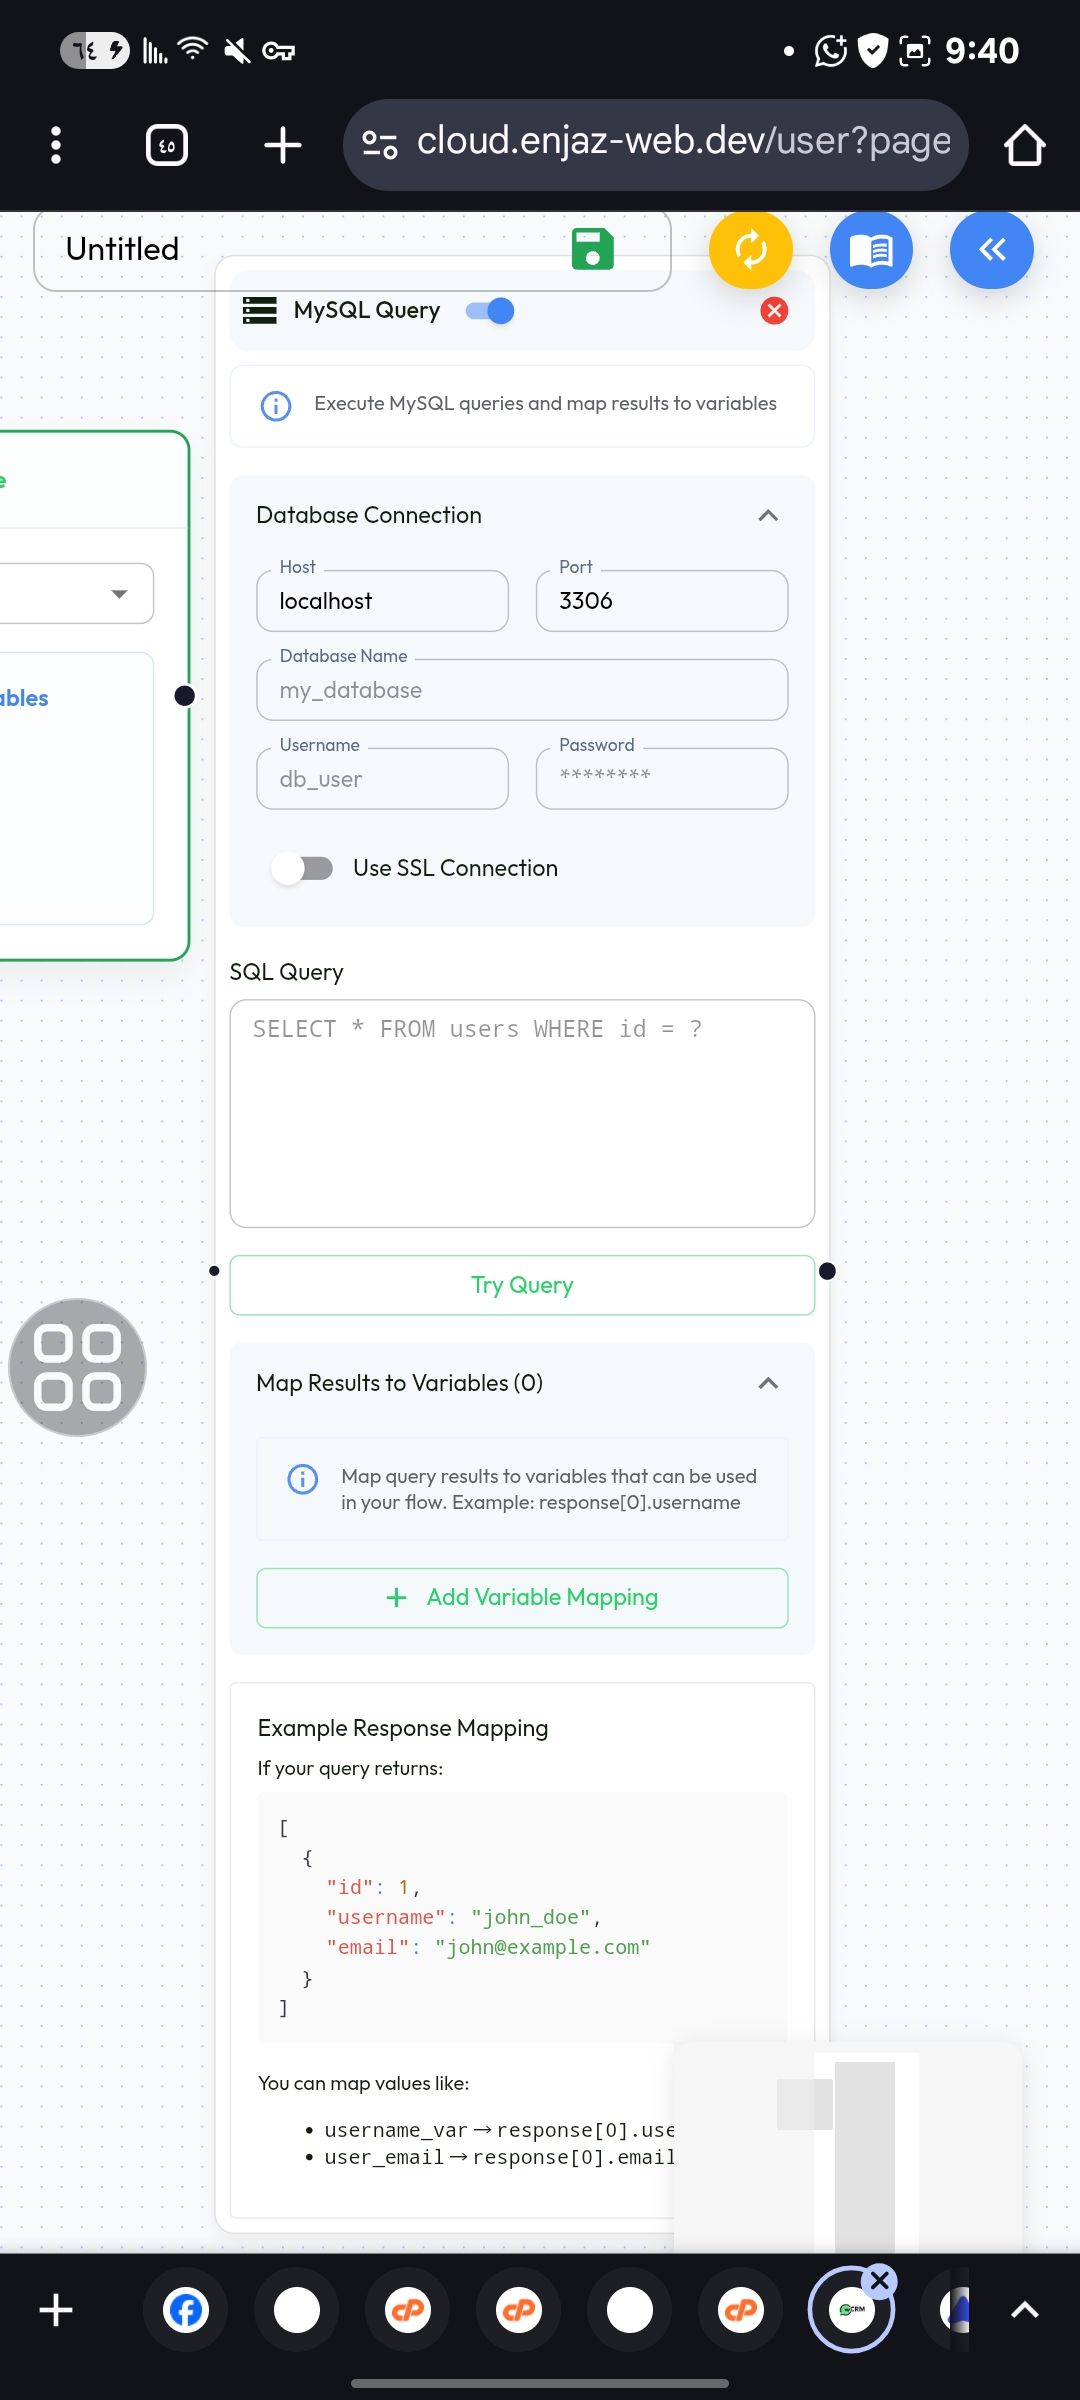 ٦٤
9:40
٤٥
cloud.enjaz-web.dev/user?page
Untitled
MySQL Query
Execute MySQL queries and map results to variables
e
Database Connection
Host
localhost
Port
3306
Database Name
my_database
ables
Username
db_user
Password
********
Use SSL Connection
SQL Query
SELECT * FROM users WHERE id = ?
Try Query
Map Results to Variables (0)
Map query results to variables that can be used
in your flow. Example: response[0].username
+ Add Variable Mapping
Example Response Mapping
If your query returns:
[
{
"id": 1,
"username": "john_doe",
"email": "john@example.com"
}
]
You can map values like:
• username_var → response[0].use
• user_email → response[0].email
CRM